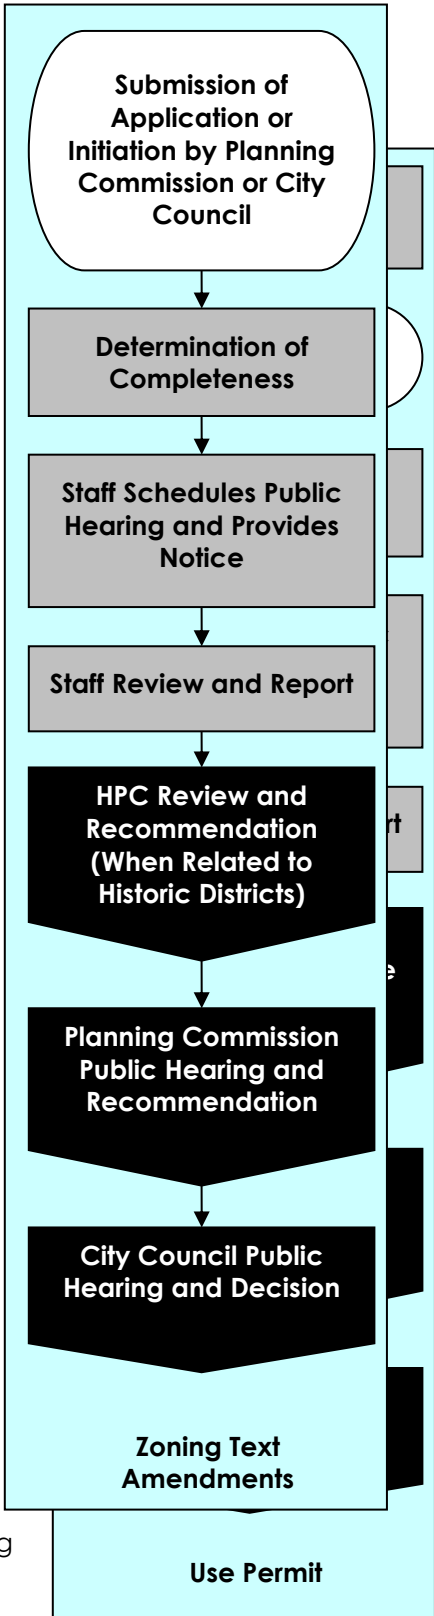 Submission of
Application or
Initiation by Planning
Commission or City
Council
Determination of
Completeness
Staff Schedules Public
Hearing and Provides
Notice
Staff Review and Report
HPC Review and
Recommendation
(When Related to
Historic Districts)
Planning Commission
Public Hearing and
Recommendation
City Council Public
Hearing and Decision
Zoning Text
Amendments
Use Permit